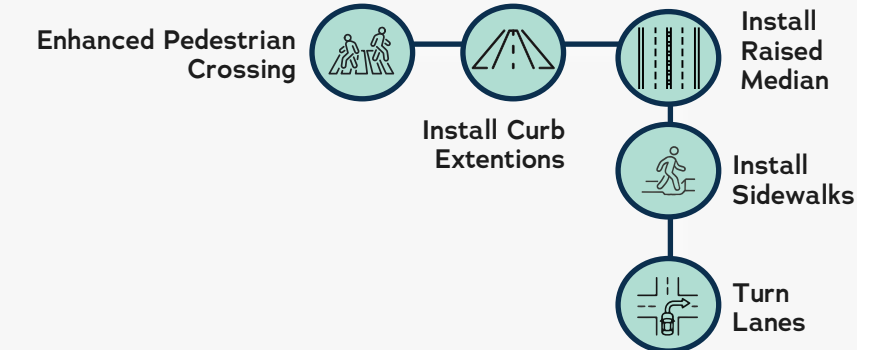 Enhanced Pedestrian
Crossing
Install Curb
Extentions
Install
Raised
Median
Install
Sidewalks
Turn
Lanes